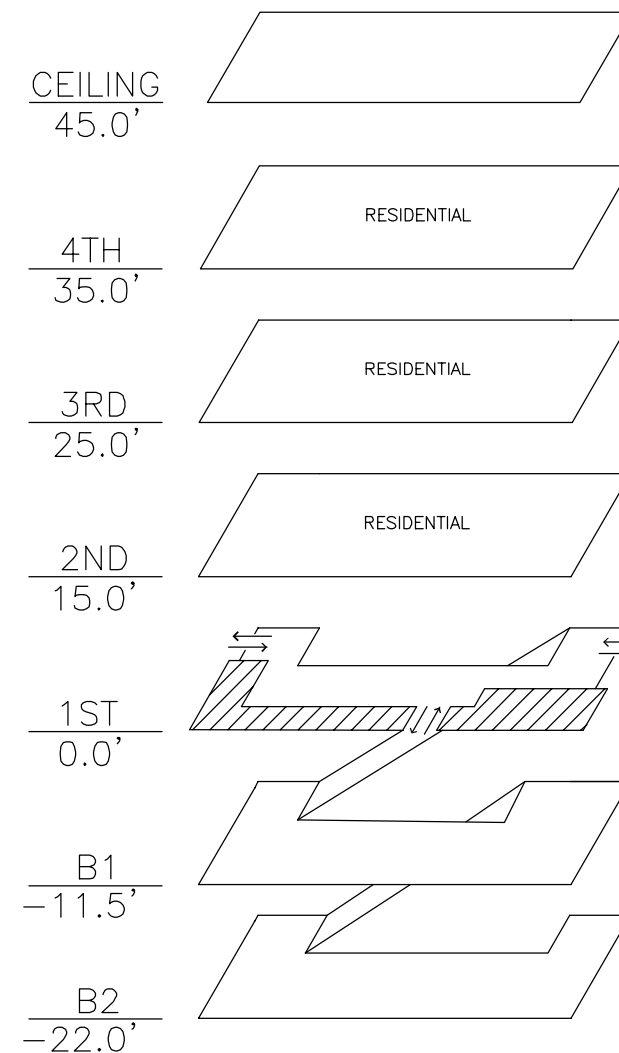 CEILING
45.0'
RESIDENTIAL
4TH
35.0'
RESIDENTIAL
3RD
25.0'
RESIDENTIAL
2ND
15.0'
1ST
0.0'
B1
-11.5'
B2
-22.0'